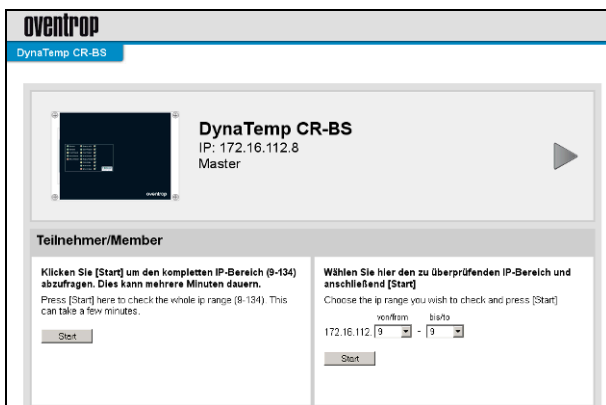 oventrop
DynaTemp CR-BS
DynaTemp CR-BS
IP: 172.16.112.8
Master
oventrop
Teilnehmer/Member
Klicken Sie [Start] um den kompletten IP-Bereich (9-134)
abzufragen. Dies kann mehrere Minuten dauern.
Press [Start] here to check the whole ip range (9-134). This
can take a few minutes.
Start
Wählen Sie hier den zu überprüfenden IP-Bereich und
anschließend [Start]
Choose the ip range you wish to check and press [Start]
von/from bis/to
172.16.112. 9 - 9
Start